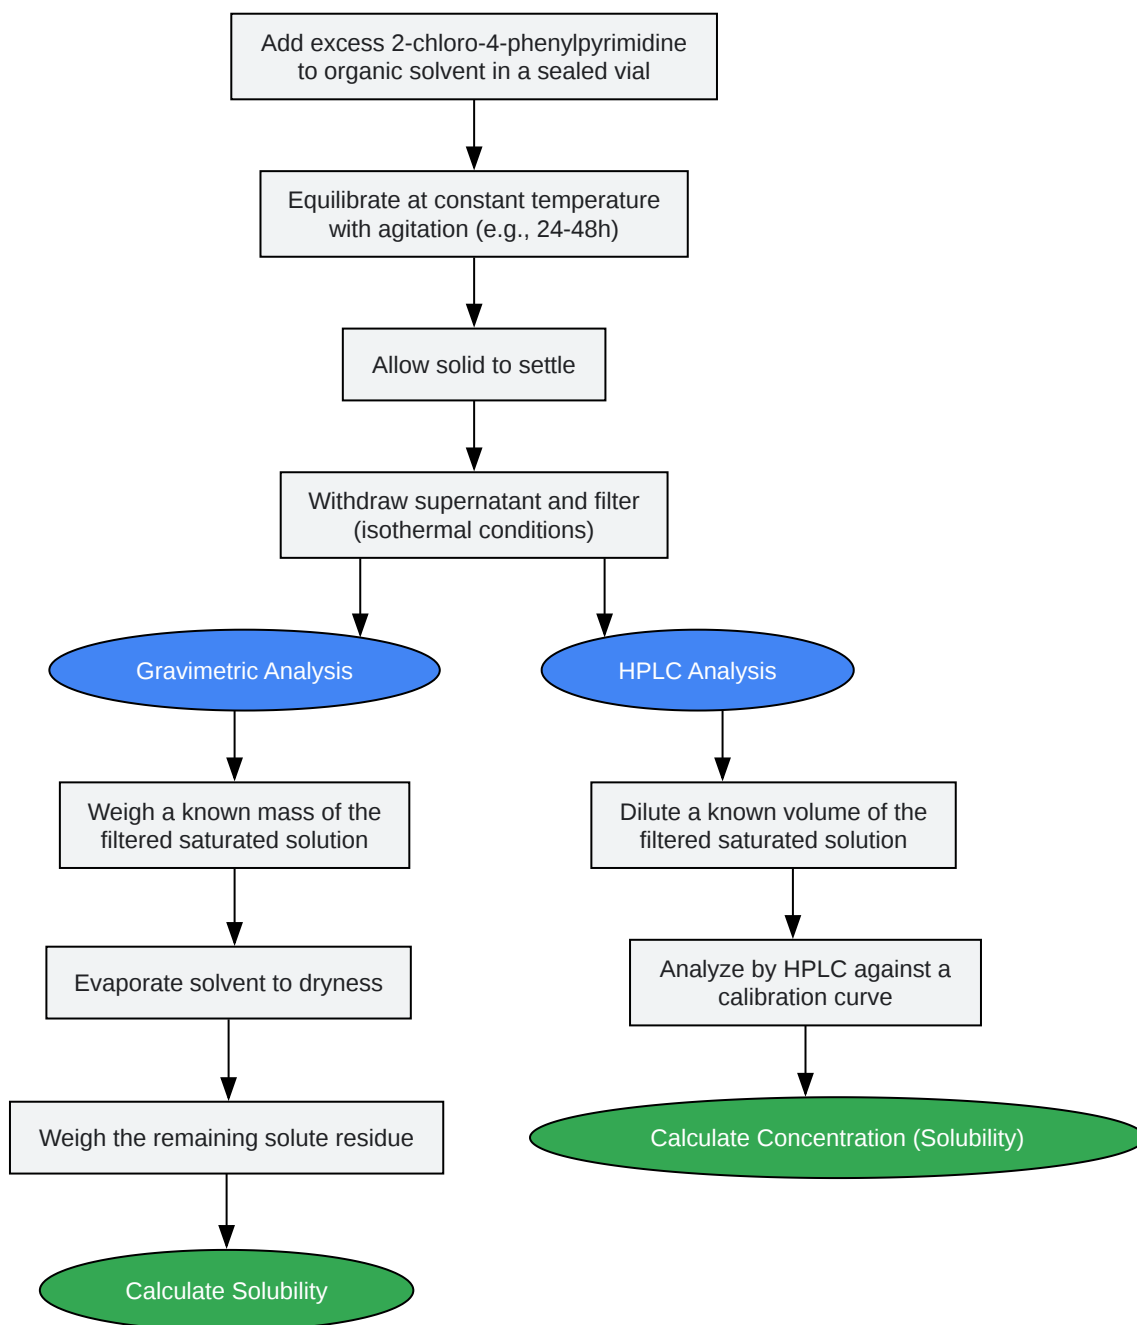 Add excess 2-chloro-4-phenylpyrimidine
to organic solvent in a sealed vial
Equilibrate at constant temperature
with agitation (e.g., 24-48h)
Allow solid to settle
Withdraw supernatant and filter
(isothermal conditions)
Gravimetric Analysis
HPLC Analysis
Weigh a known mass of the
filtered saturated solution
Dilute a known volume of the
filtered saturated solution
Evaporate solvent to dryness
Analyze by HPLC against a
calibration curve
Weigh the remaining solute residue
Calculate Concentration (Solubility)
Calculate Solubility